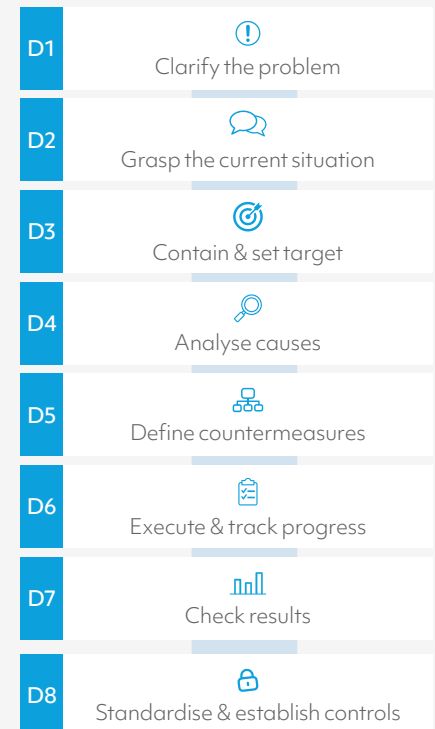 D1
Clarify the problem
D2
Grasp the current situation
D3
Contain & set target
D4
Analyse causes
D5
Define countermeasures
D6
Execute & track progress
D7
Check results
D8
Standardise & establish controls